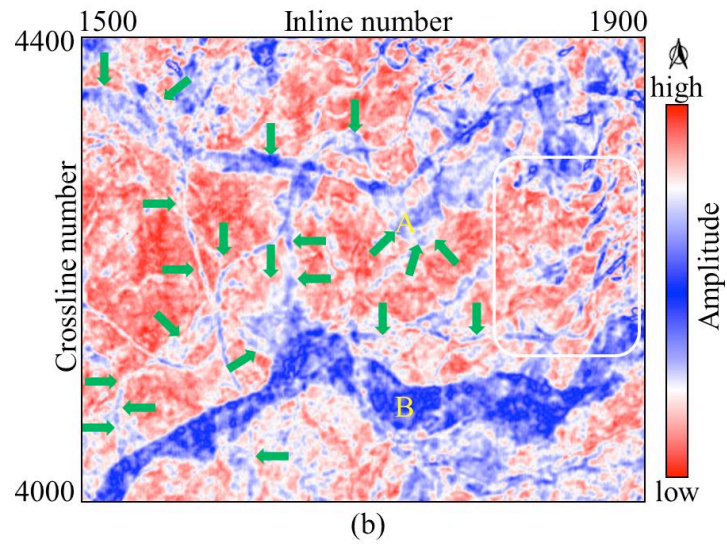 1500 Inline number 1900
4400
high
A
Crossline number
Amplitude
B
4000
low
(b)